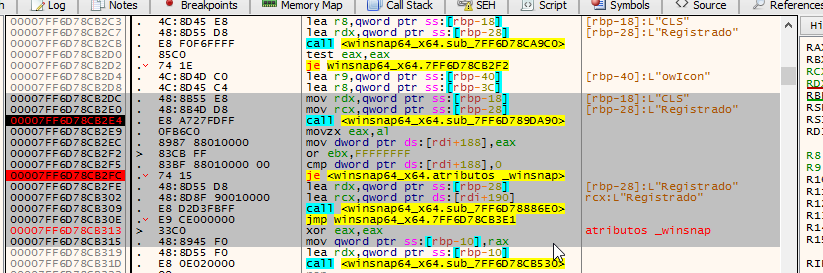 Log Notes Breakpoints Memory Map Call Stack SEH Script Symbols Source References
00007FF6D78CB2C3 . 4C:8D45 E8 lea r8,qword ptr ss:[rbp-18] [rbp-18]:L"CLS"
00007FF6D78CB2C7 . 48:8D55 D8 lea rdx,qword ptr ss:[rbp-28] [rbp-28]:L"Registrado"
00007FF6D78CB2CB . E8 F0F6FFFF call <winsnap64_x64.sub_7FF6D78CA9C0>
00007FF6D78CB2D0 . 85C0 test eax,eax
00007FF6D78CB2D2 . 74 1E je winsnap64_x64.7FF6D78CB2F2
00007FF6D78CB2D4 . 4C:8D4D C0 lea r9,qword ptr ss:[rbp-40] [rbp-40]:L"owIcon"
00007FF6D78CB2D8 . 4C:8D45 C4 lea r8,qword ptr ss:[rbp-3C]
00007FF6D78CB2DC . 48:8B55 E8 mov rdx,qword ptr ss:[rbp-18] [rbp-18]:L"CLS"
00007FF6D78CB2E0 . 48:8B4D D8 mov rcx,qword ptr ss:[rbp-28] [rbp-28]:L"Registrado"
00007FF6D78CB2E4 . E8 A727FDFF call <winsnap64_x64.sub_7FF6D789DA90>
00007FF6D78CB2E9 . 0FB6C0 movzx eax,al
00007FF6D78CB2EC . 8987 88010000 mov dword ptr ds:[rdi+188],eax
00007FF6D78CB2F2 > 83CB FF or ebx,FFFFFFFF
00007FF6D78CB2F5 . 83BF 88010000 00 cmp dword ptr ds:[rdi+188],0
00007FF6D78CB2FC . 74 15 je <winsnap64_x64.atributos _winsnap>
00007FF6D78CB2FE . 48:8D55 D8 lea rdx,qword ptr ss:[rbp-28] [rbp-28]:L"Registrado"
00007FF6D78CB302 . 48:8D8F 90010000 lea rcx,qword ptr ds:[rdi+190] rcx:L"Registrado"
00007FF6D78CB309 . E8 D2D3FBFF call <winsnap64_x64.sub_7FF6D78886E0>
00007FF6D78CB30E . E9 CE000000 jmp winsnap64_x64.7FF6D78CB3E1
00007FF6D78CB313 > 33C0 xor eax,eax atributos _winsnap
00007FF6D78CB315 . 48:8945 F0 mov qword ptr ss:[rbp-10],rax
00007FF6D78CB319 . 48:8D55 F0 lea rdx,qword ptr ss:[rbp-10]
00007FF6D78CB31D . E8 0E020000 call <winsnap64_x64.sub_7FF6D78CB530>